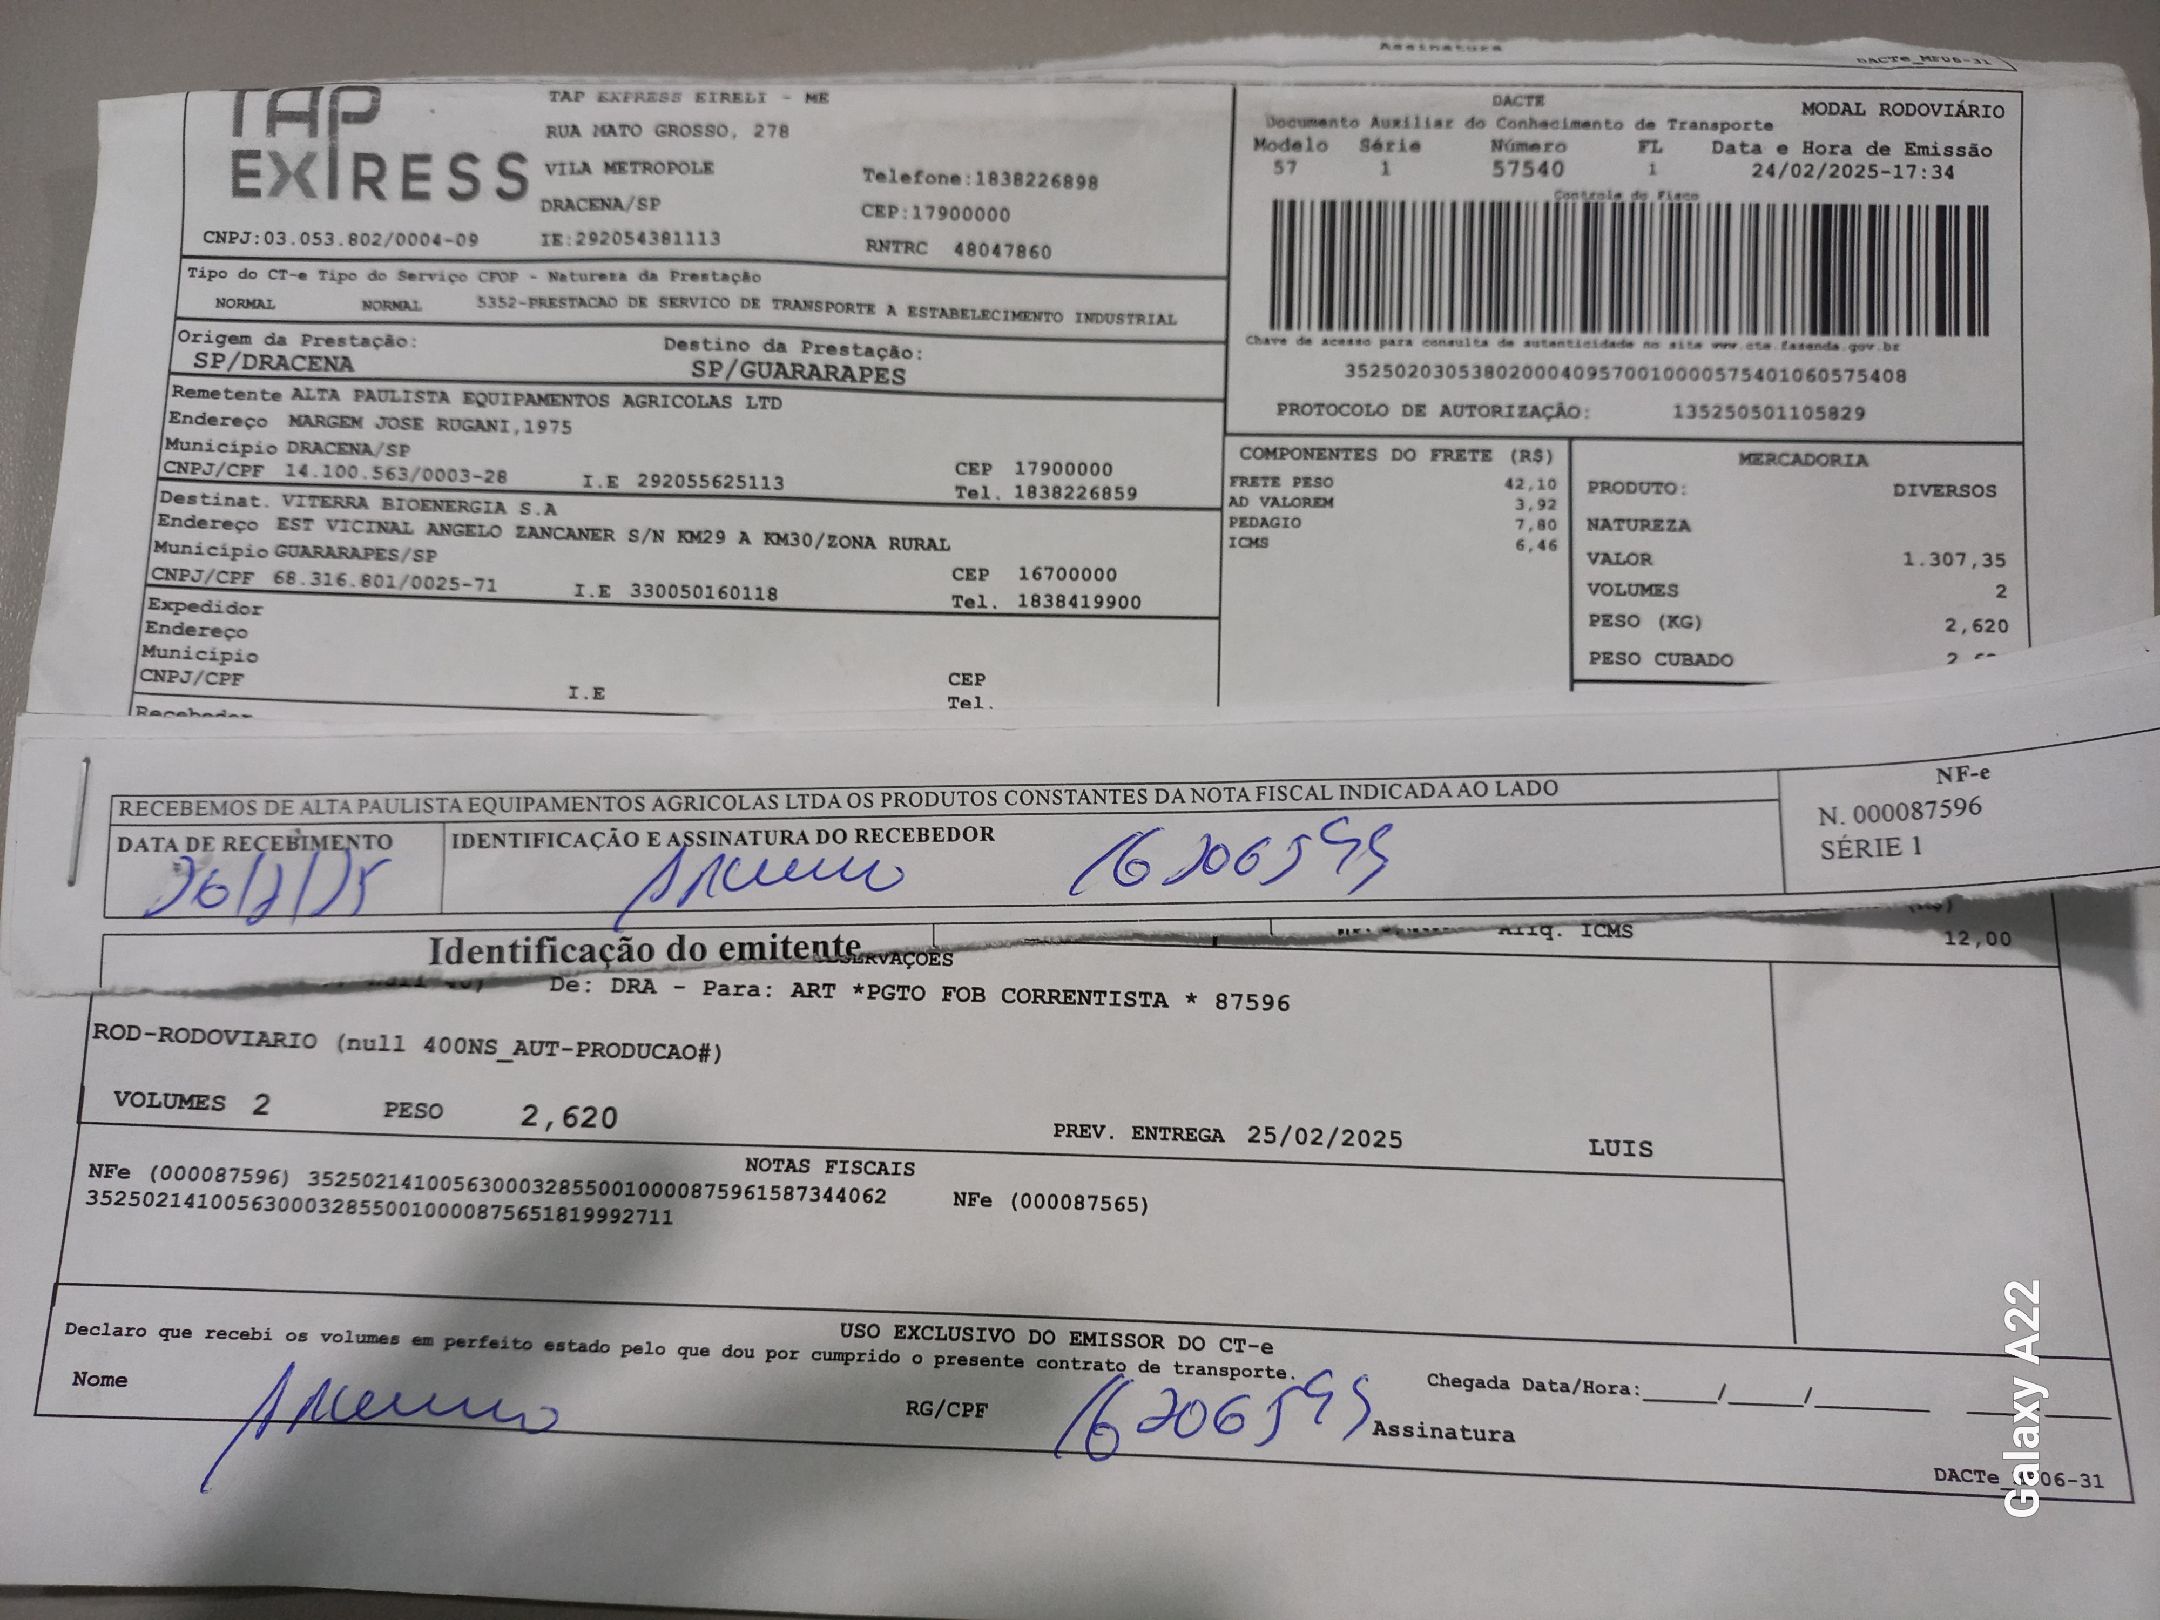 Assinatura
DACTe_MF06-31
TAP
EXPRESS
TAP EXPRESS EIRELI - ME
RUA MATO GROSSO, 278
VILA METROPOLE
Telefone:1838226898
DRACENA/SP
CEP:17900000
CNPJ:03.053.802/0004-09 IE:292054381113 RNTRC 48047860
DACTE
MODAL RODOVIÁRIO
Documento Auxiliar do Conhecimento de Transporte
Modelo Série Número FL Data e Hora de Emissão
57 1 57540 1 24/02/2025-17:34
Controle do Fisco
Chave de acesso para consulta de autenticidade no site www.cte.fazenda.gov.br
35250203053802000409570010000575401060575408
PROTOCOLO DE AUTORIZAÇÃO: 135250501105829
Tipo do CT-e Tipo do Serviço CFOP - Natureza da Prestação
NORMAL NORMAL 5352-PRESTACAO DE SERVICO DE TRANSPORTE A ESTABELECIMENTO INDUSTRIAL
Origem da Prestação: Destino da Prestação:
SP/DRACENA SP/GUARARAPES
Remetente ALTA PAULISTA EQUIPAMENTOS AGRICOLAS LTD
Endereço MARGEM JOSE RUGANI,1975
Município DRACENA/SP CEP 17900000
CNPJ/CPF 14.100.563/0003-28 I.E 292055625113 Tel. 1838226859
Destinat. VITERRA BIOENERGIA S.A
Endereço EST VICINAL ANGELO ZANCANER S/N KM29 A KM30/ZONA RURAL
Município GUARARAPES/SP CEP 16700000
CNPJ/CPF 68.316.801/0025-71 I.E 330050160118 Tel. 1838419900
Expedidor
Endereço
Município
CNPJ/CPF I.E CEP
Tel.
Recebedor
COMPONENTES DO FRETE (R$)
FRETE PESO 42,10
AD VALOREM 3,92
PEDAGIO 7,80
ICMS 6,46
MERCADORIA
PRODUTO: DIVERSOS
NATUREZA
VALOR 1.307,35
VOLUMES 2
PESO (KG) 2,620
PESO CUBADO
RECEBEMOS DE ALTA PAULISTA EQUIPAMENTOS AGRICOLAS LTDA OS PRODUTOS CONSTANTES DA NOTA FISCAL INDICADA AO LADO
DATA DE RECEBIMENTO IDENTIFICAÇÃO E ASSINATURA DO RECEBEDOR
26/2/25
NF-e
N. 000087596
SÉRIE 1
Identificação do emitente
Aliq. ICMS
12,00
De: DRA - Para: ART *PGTO FOB CORRENTISTA * 87596
ROD-RODOVIARIO (null 400NS_AUT-PRODUCAO#)
VOLUMES 2 PESO 2,620 PREV. ENTREGA 25/02/2025 LUIS
NOTAS FISCAIS
NFe (000087596) 35250214100563000328550010000875961587344062 NFe (000087565)
35250214100563000328550010000875651819992711
USO EXCLUSIVO DO EMISSOR DO CT-e
Declaro que recebi os volumes em perfeito estado pelo que dou por cumprido o presente contrato de transporte.
Nome RG/CPF Assinatura Chegada Data/Hora:_____/_____/_______ ____:____
DACTe_MF06-31
Galaxy A22